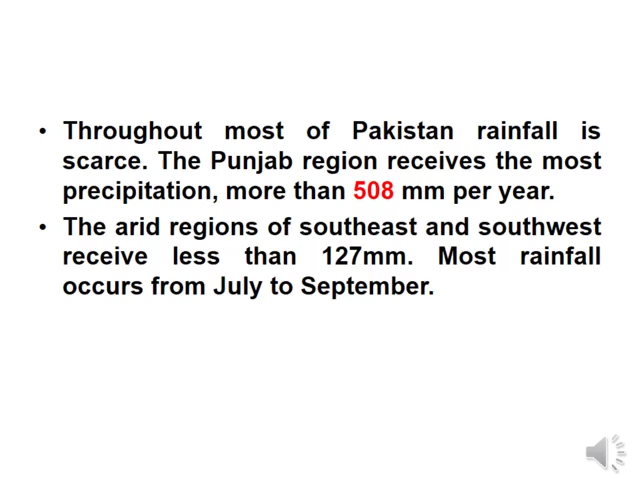 • Throughout most of Pakistan rainfall is
scarce. The Punjab region receives the most
precipitation, more than 508 mm per year.
• The arid regions of southeast and southwest
receive less than 127mm. Most rainfall
occurs from July to September.